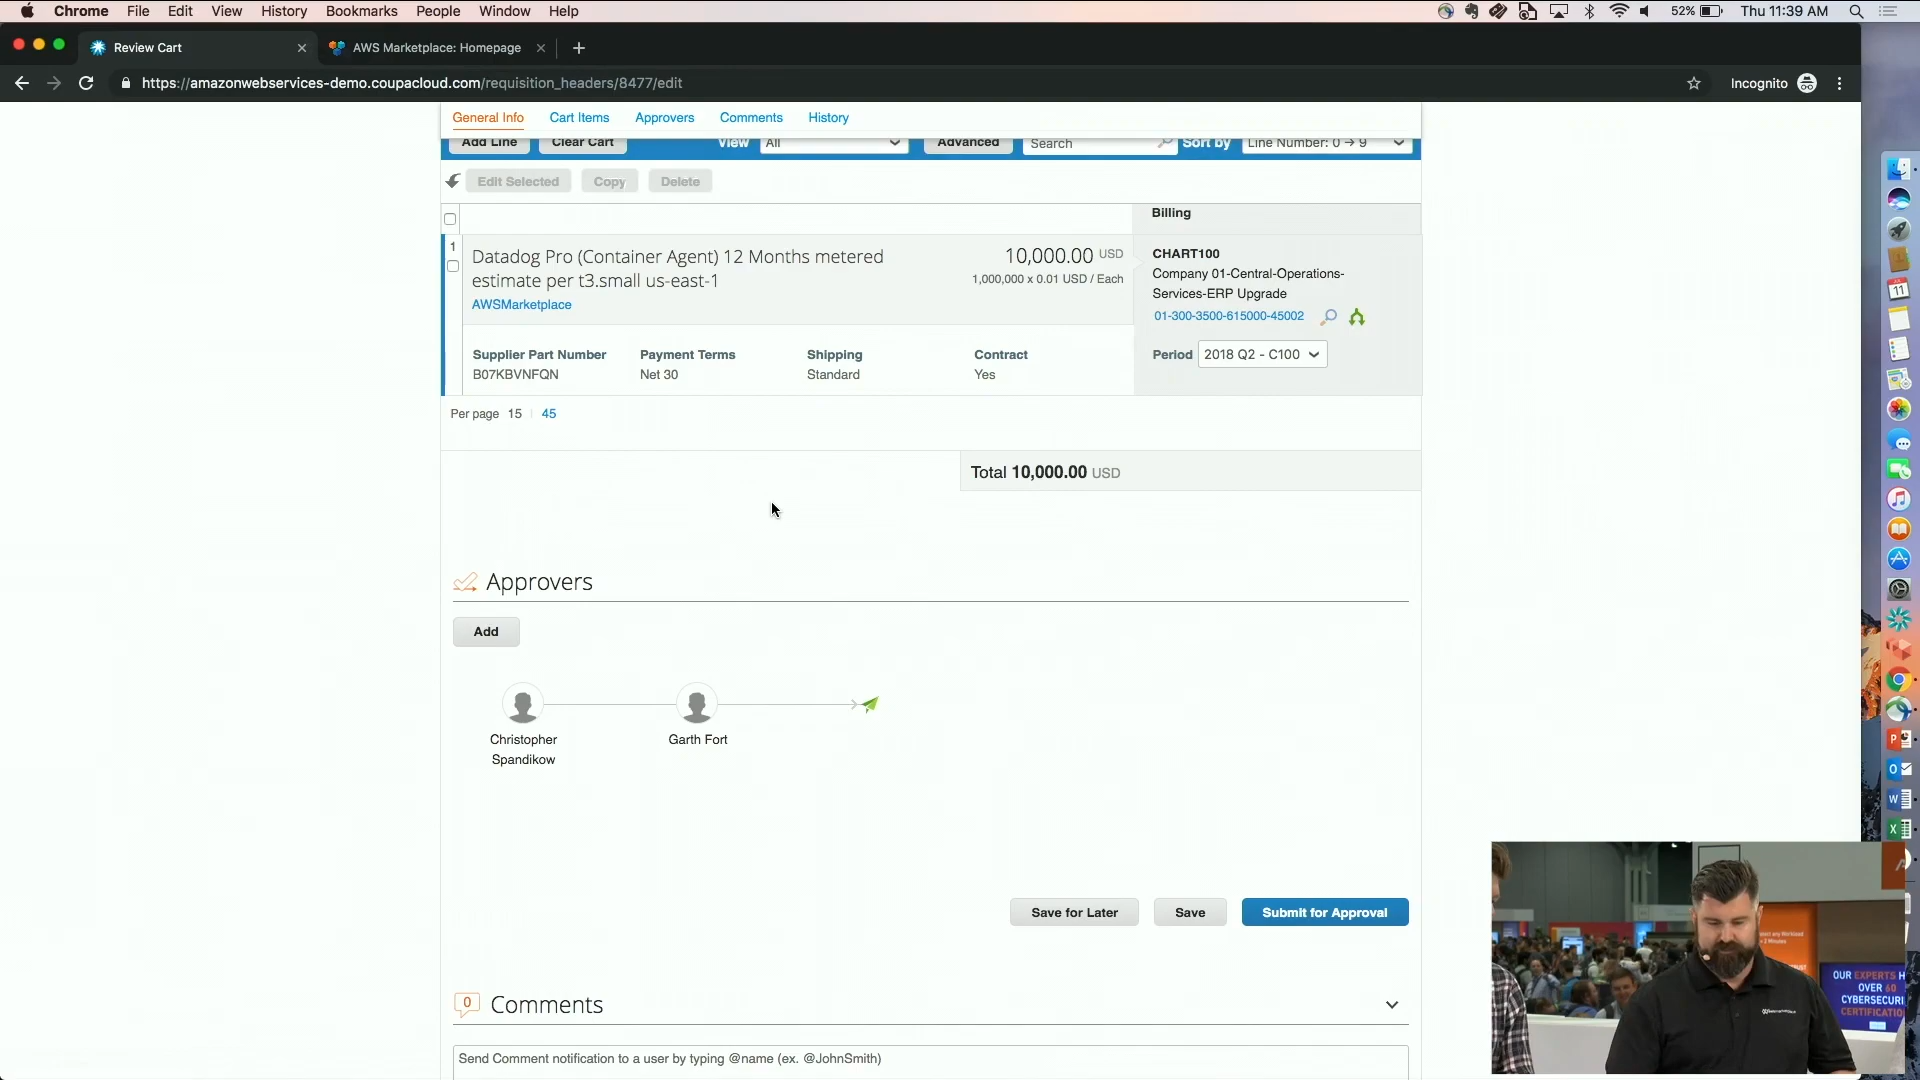 Chrome File Edit View History Bookmarks People Window Help
52% Thu 11:39 AM
Review Cart
AWS Marketplace: Homepage
https://amazonwebservices-demo.coupacloud.com/requisition_headers/8477/edit
Incognito
General Info Cart Items Approvers Comments History
Add Line Clear Cart View All Advanced Search Sort by Line Number: 0 → 9
Edit Selected Copy Delete
Billing
1
Datadog Pro (Container Agent) 12 Months metered
estimate per t3.small us-east-1
AWSMarketplace
10,000.00 USD
1,000,000 x 0.01 USD / Each
CHART100
Company 01-Central-Operations-
Services-ERP Upgrade
01-300-3500-615000-45002
Supplier Part Number Payment Terms Shipping Contract
B07KBVNFQN Net 30 Standard Yes
Period 2018 Q2 - C100
Per page 15 | 45
Total 10,000.00 USD
Approvers
Add
Christopher
Spandikow
Garth Fort
Save for Later Save Submit for Approval
0 Comments
Send Comment notification to a user by typing @name (ex. @JohnSmith)
11
OUR EXPERTS H
OVER 60
CYBERSECURI
CERTIFICATIO